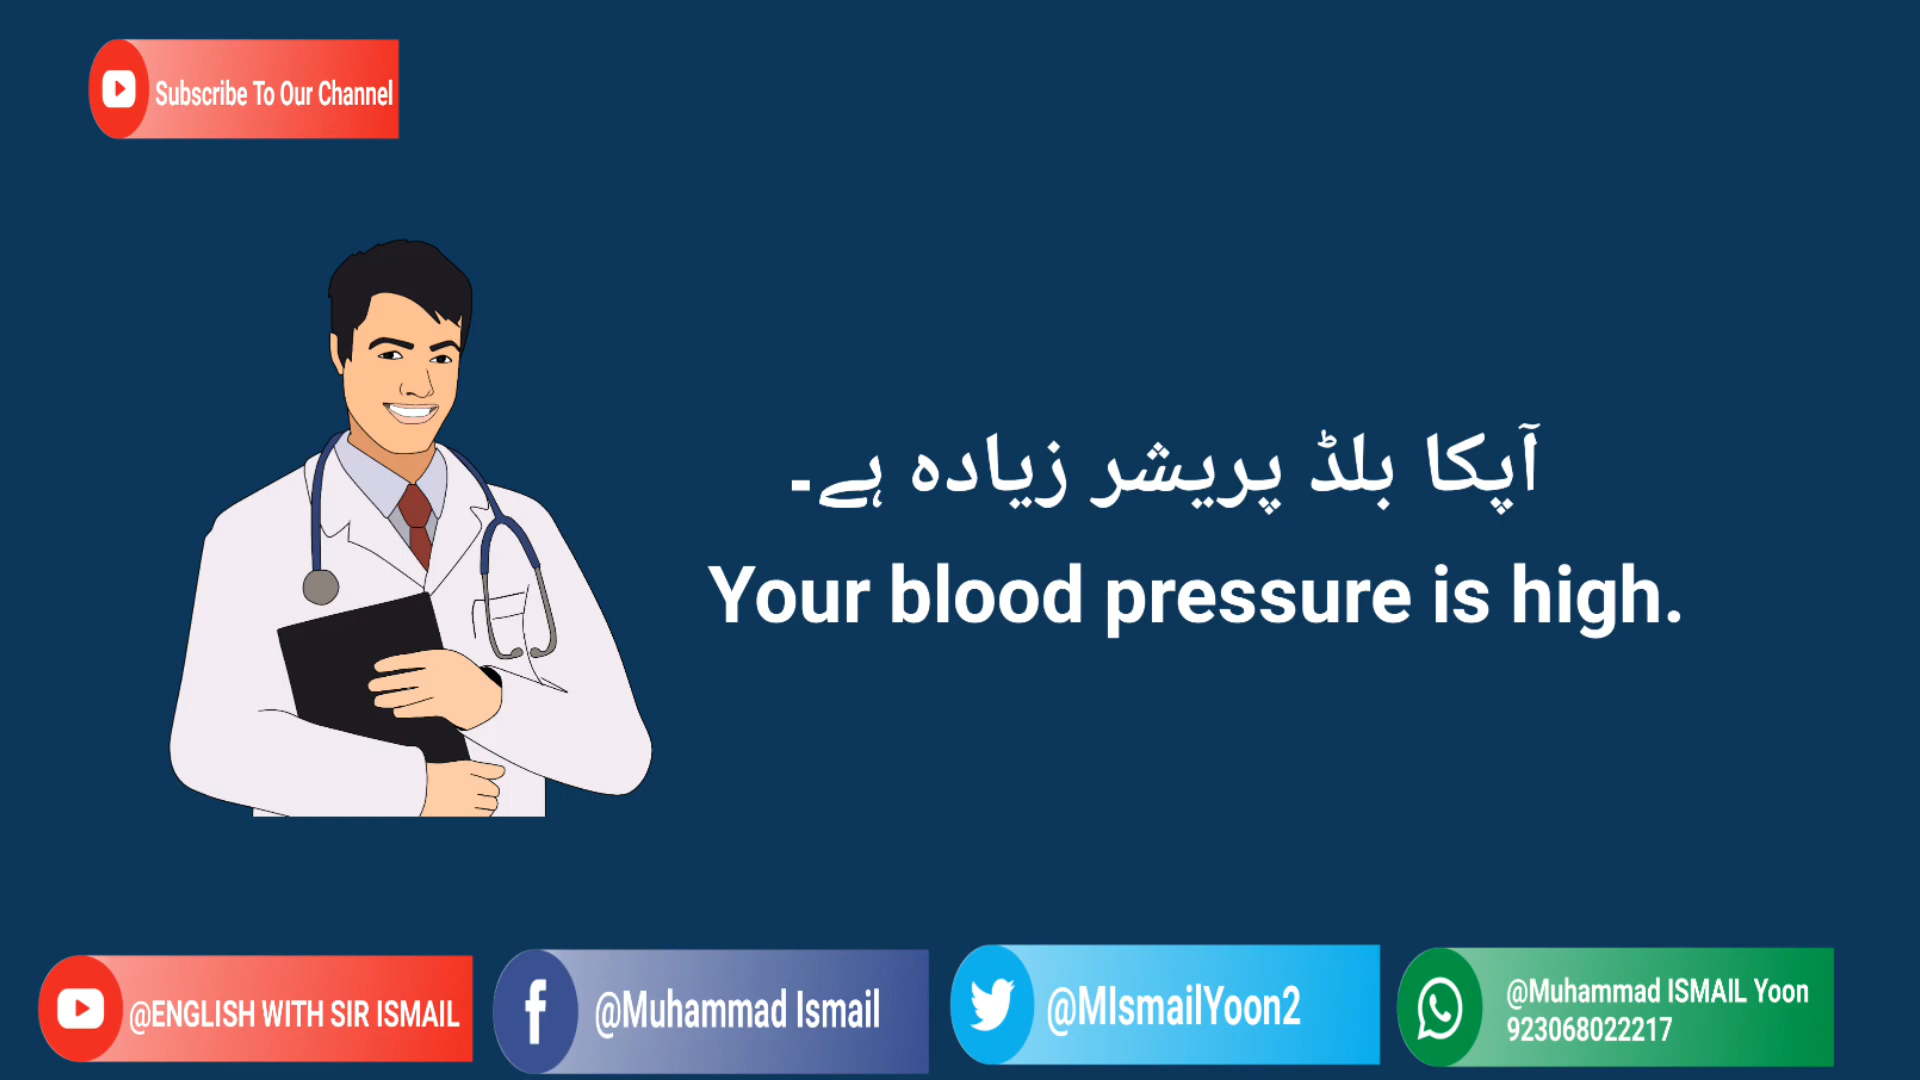 Subscribe To Our Channel
آپکا بلڈ پریشر زیادہ ہے۔
Your blood pressure is high.
@ENGLISH WITH SIR ISMAIL
@Muhammad Ismail
@MIsmailYoon2
@Muhammad ISMAIL Yoon
923068022217